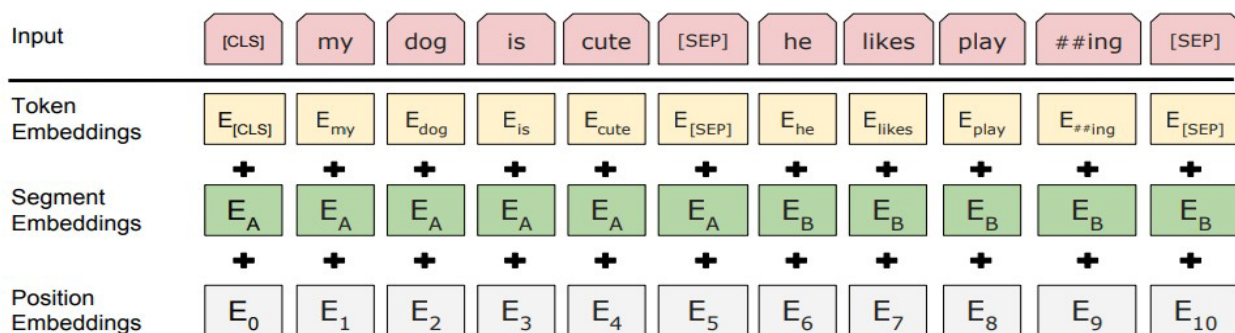 Input [CLS] my dog is cute [SEP] he likes play ##ing [SEP]
Token Embeddings E[CLS] Emy Edog Eis Ecute E[SEP] Ehe Elikes Eplay E##ing E[SEP]
+ + + + + + + + + + +
Segment Embeddings EA EA EA EA EA EA EB EB EB EB EB
+ + + + + + + + + + +
Position Embeddings E0 E1 E2 E3 E4 E5 E6 E7 E8 E9 E10